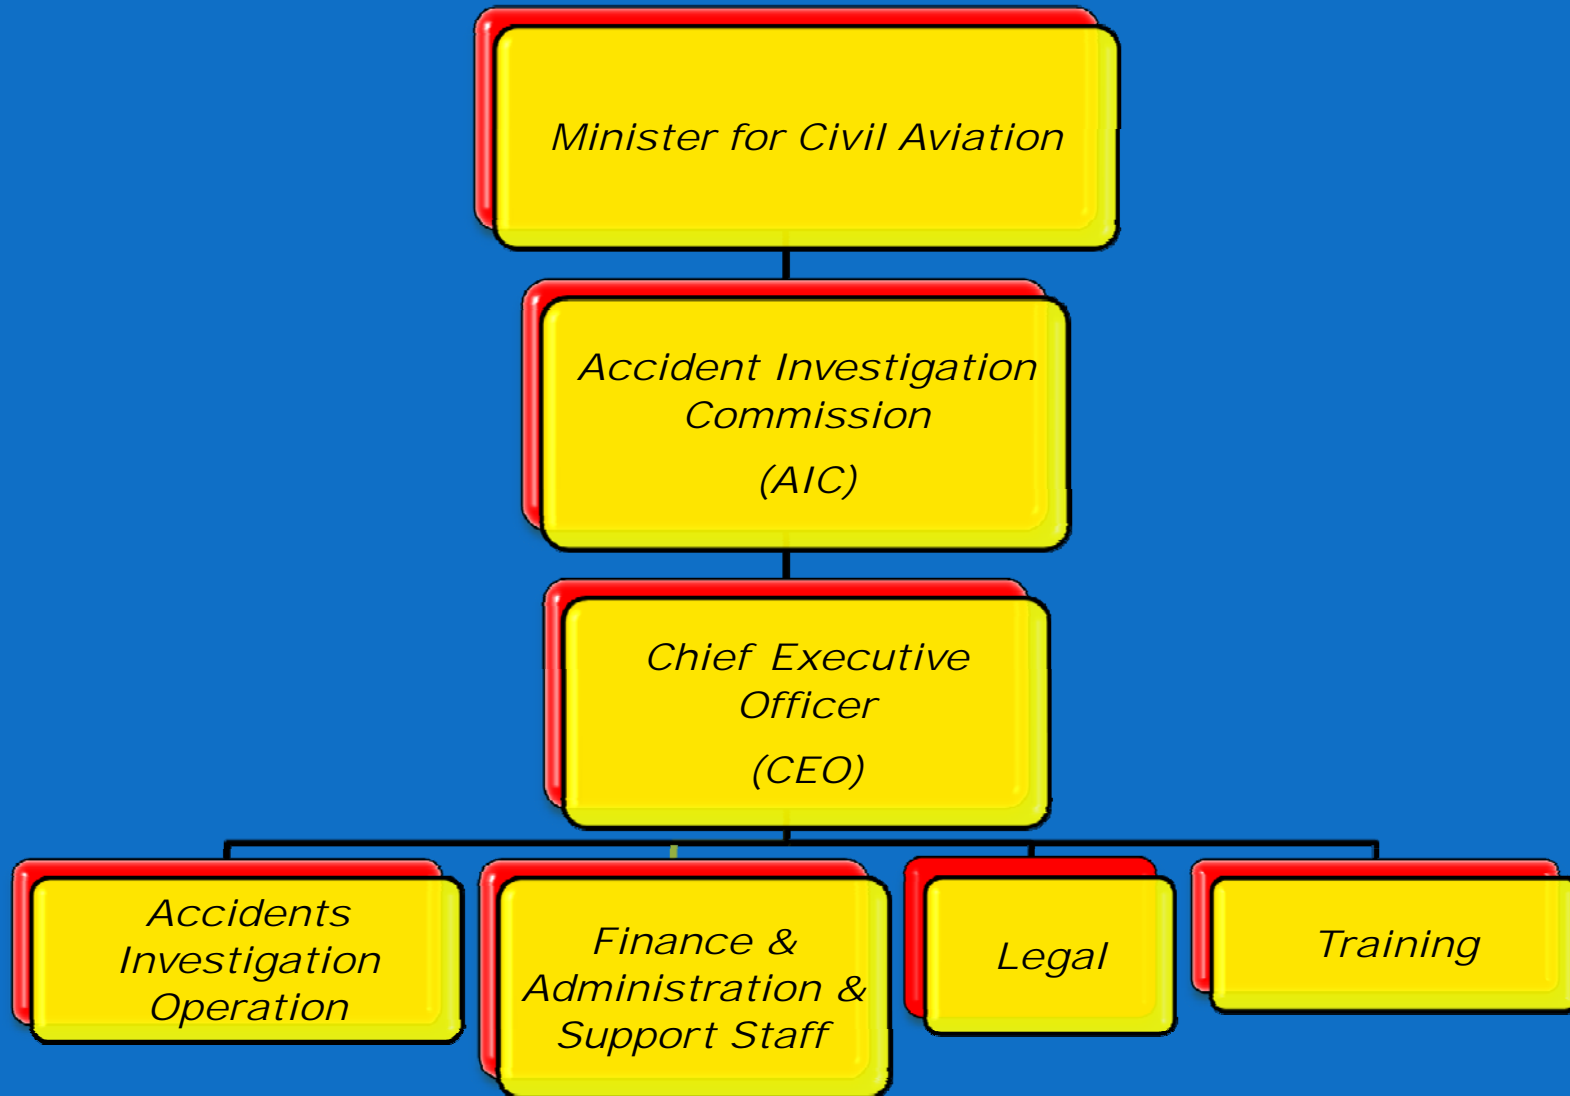 Minister for Civil Aviation
Accident Investigation
Commission
(AIC)
Chief Executive
Officer
(CEO)
Accidents
Investigation
Operation
Finance &
Administration &
Support Staff
Legal
Training